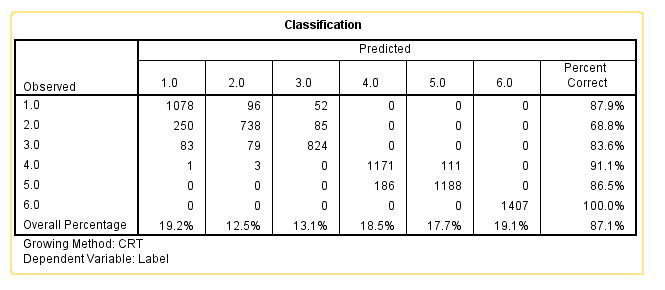 Classification
Predicted
Observed 1.0 2.0 3.0 4.0 5.0 6.0 Percent Correct
1.0 1078 96 52 0 0 0 87.9%
2.0 250 738 85 0 0 0 68.8%
3.0 83 79 824 0 0 0 83.6%
4.0 1 3 0 1171 111 0 91.1%
5.0 0 0 0 186 1188 0 86.5%
6.0 0 0 0 0 0 1407 100.0%
Overall Percentage 19.2% 12.5% 13.1% 18.5% 17.7% 19.1% 87.1%
Growing Method: CRT
Dependent Variable: Label